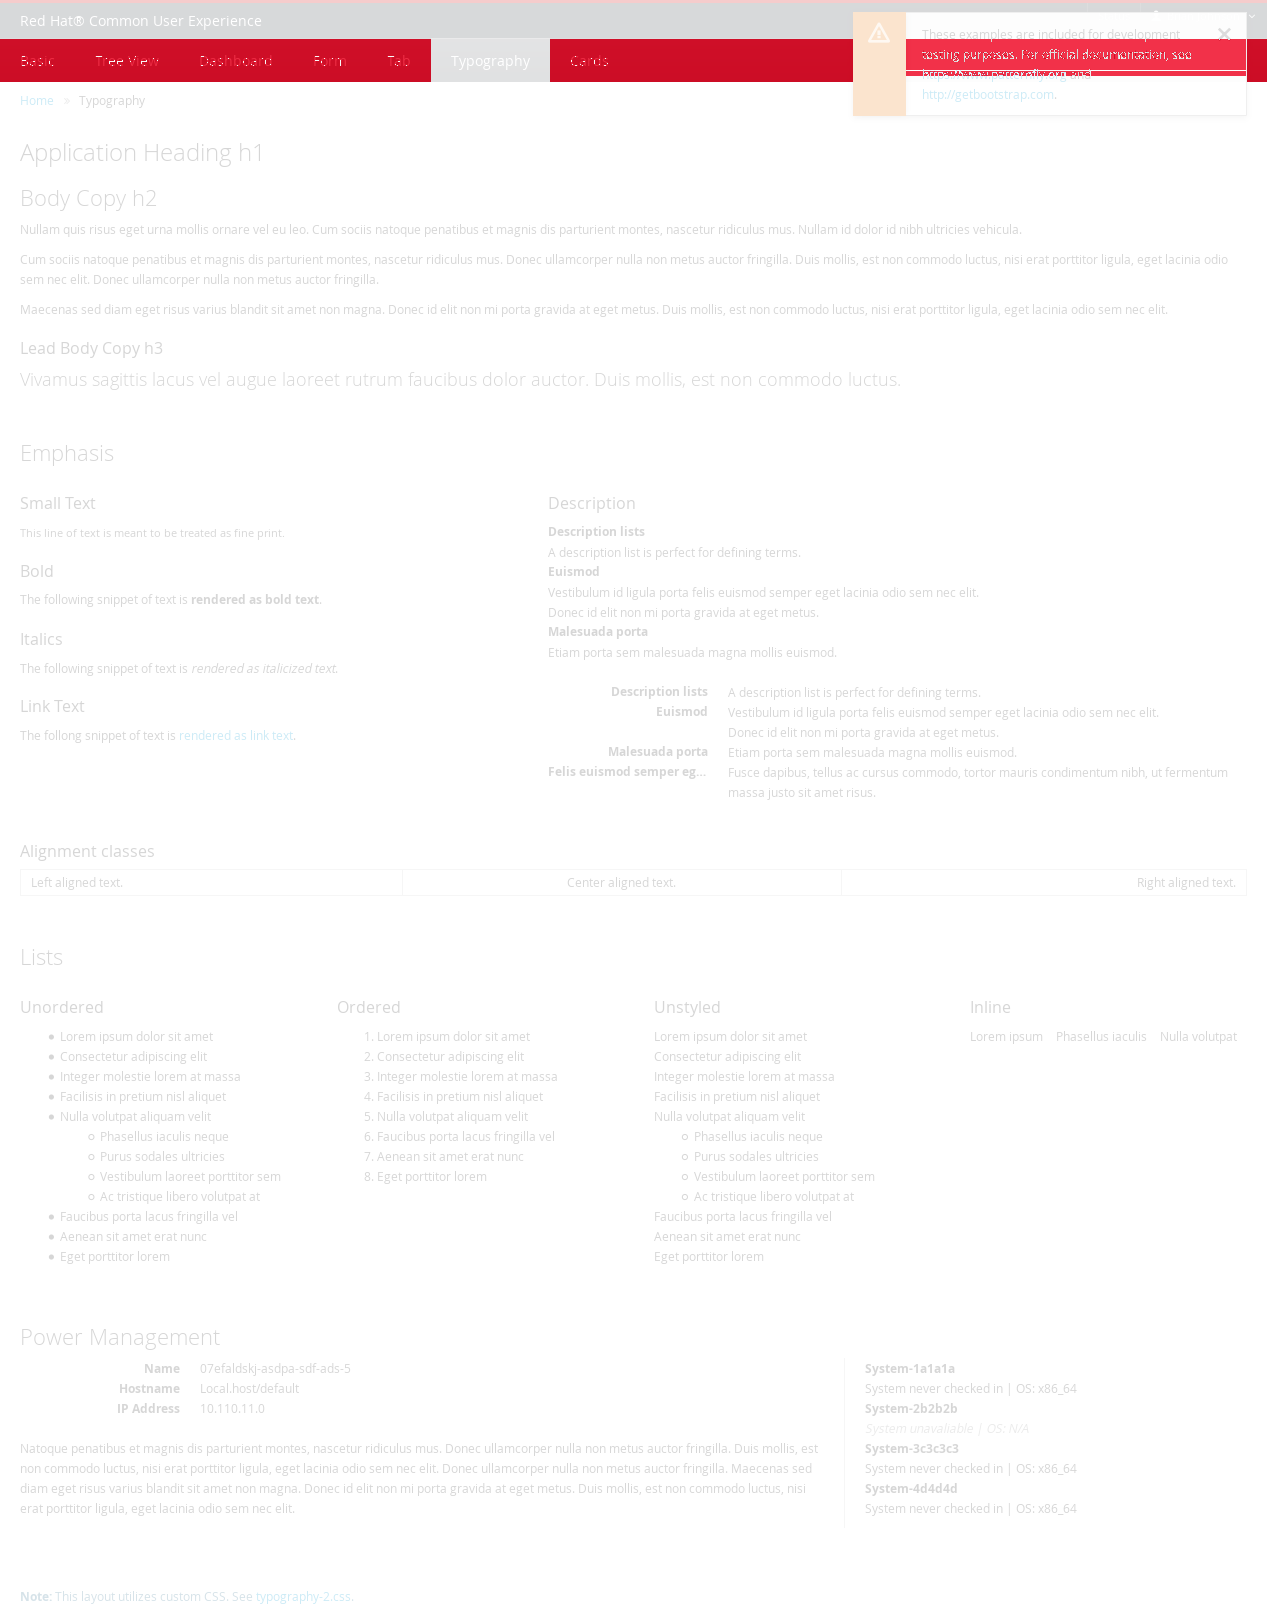 Red Hat® Common User Experience
Basic Tree View Dashboard Form Tab Typography Cards
These examples are included for development
testing purposes. For official documentation, see
http://www.patternfly.org and
http://getbootstrap.com.
Home » Typography
Application Heading h1
Body Copy h2
Nullam quis risus eget urna mollis ornare vel eu leo. Cum sociis natoque penatibus et magnis dis parturient montes, nascetur ridiculus mus. Nullam id dolor id nibh ultricies vehicula.
Cum sociis natoque penatibus et magnis dis parturient montes, nascetur ridiculus mus. Donec ullamcorper nulla non metus auctor fringilla. Duis mollis, est non commodo luctus, nisi erat porttitor ligula, eget lacinia odio
sem nec elit. Donec ullamcorper nulla non metus auctor fringilla.
Maecenas sed diam eget risus varius blandit sit amet non magna. Donec id elit non mi porta gravida at eget metus. Duis mollis, est non commodo luctus, nisi erat porttitor ligula, eget lacinia odio sem nec elit.
Lead Body Copy h3
Vivamus sagittis lacus vel augue laoreet rutrum faucibus dolor auctor. Duis mollis, est non commodo luctus.
Emphasis
Small Text
This line of text is meant to be treated as fine print.
Bold
The following snippet of text is rendered as bold text.
Italics
The following snippet of text is rendered as italicized text.
Link Text
The follong snippet of text is rendered as link text.
Description
Description lists
A description list is perfect for defining terms.
Euismod
Vestibulum id ligula porta felis euismod semper eget lacinia odio sem nec elit.
Donec id elit non mi porta gravida at eget metus.
Malesuada porta
Etiam porta sem malesuada magna mollis euismod.
Description lists A description list is perfect for defining terms.
Euismod Vestibulum id ligula porta felis euismod semper eget lacinia odio sem nec elit.
Donec id elit non mi porta gravida at eget metus.
Malesuada porta Etiam porta sem malesuada magna mollis euismod.
Felis euismod semper eg... Fusce dapibus, tellus ac cursus commodo, tortor mauris condimentum nibh, ut fermentum
massa justo sit amet risus.
Alignment classes
Left aligned text. Center aligned text. Right aligned text.
Lists
Unordered
Lorem ipsum dolor sit amet
Consectetur adipiscing elit
Integer molestie lorem at massa
Facilisis in pretium nisl aliquet
Nulla volutpat aliquam velit
Phasellus iaculis neque
Purus sodales ultricies
Vestibulum laoreet porttitor sem
Ac tristique libero volutpat at
Faucibus porta lacus fringilla vel
Aenean sit amet erat nunc
Eget porttitor lorem
Ordered
1. Lorem ipsum dolor sit amet
2. Consectetur adipiscing elit
3. Integer molestie lorem at massa
4. Facilisis in pretium nisl aliquet
5. Nulla volutpat aliquam velit
6. Faucibus porta lacus fringilla vel
7. Aenean sit amet erat nunc
8. Eget porttitor lorem
Unstyled
Lorem ipsum dolor sit amet
Consectetur adipiscing elit
Integer molestie lorem at massa
Facilisis in pretium nisl aliquet
Nulla volutpat aliquam velit
Phasellus iaculis neque
Purus sodales ultricies
Vestibulum laoreet porttitor sem
Ac tristique libero volutpat at
Faucibus porta lacus fringilla vel
Aenean sit amet erat nunc
Eget porttitor lorem
Inline
Lorem ipsum Phasellus iaculis Nulla volutpat
Power Management
Name 07efaldskj-asdpa-sdf-ads-5
Hostname Local.host/default
IP Address 10.110.11.0
Natoque penatibus et magnis dis parturient montes, nascetur ridiculus mus. Donec ullamcorper nulla non metus auctor fringilla. Duis mollis, est
non commodo luctus, nisi erat porttitor ligula, eget lacinia odio sem nec elit. Donec ullamcorper nulla non metus auctor fringilla. Maecenas sed
diam eget risus varius blandit sit amet non magna. Donec id elit non mi porta gravida at eget metus. Duis mollis, est non commodo luctus, nisi
erat porttitor ligula, eget lacinia odio sem nec elit.
System-1a1a1a
System never checked in | OS: x86_64
System-2b2b2b
System unavaliable | OS: N/A
System-3c3c3c3
System never checked in | OS: x86_64
System-4d4d4d
System never checked in | OS: x86_64
Note: This layout utilizes custom CSS. See typography-2.css.